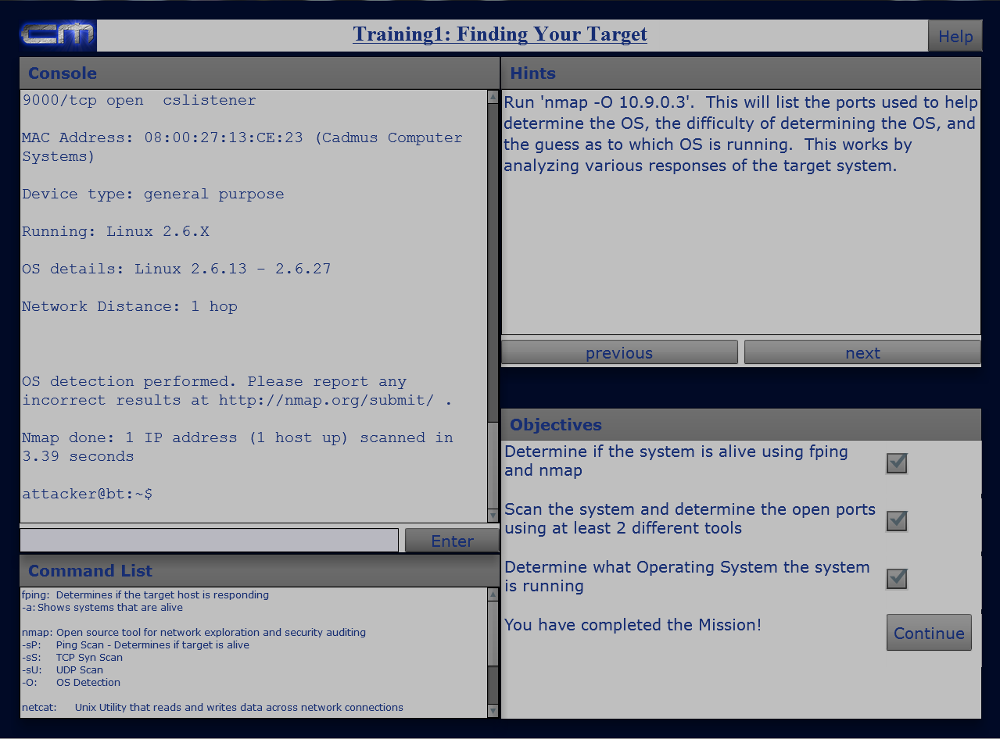 CM
Training1: Finding Your Target
Help
Console
9000/tcp open  cslistener
MAC Address: 08:00:27:13:CE:23 (Cadmus Computer
Systems)
Device type: general purpose
Running: Linux 2.6.X
OS details: Linux 2.6.13 - 2.6.27
Network Distance: 1 hop
OS detection performed. Please report any
incorrect results at http://nmap.org/submit/ .
Nmap done: 1 IP address (1 host up) scanned in
3.39 seconds
attacker@bt:~$
Enter
Command List
fping:  Determines if the target host is responding
-a: Shows systems that are alive
nmap: Open source tool for network exploration and security auditing
-sP:  Ping Scan - Determines if target is alive
-sS:  TCP Syn Scan
-sU:  UDP Scan
-O:  OS Detection
netcat:  Unix Utility that reads and writes data across network connections
Hints
Run 'nmap -O 10.9.0.3'.  This will list the ports used to help
determine the OS, the difficulty of determining the OS, and
the guess as to which OS is running.  This works by
analyzing various responses of the target system.
previous
next
Objectives
Determine if the system is alive using fping
and nmap
Scan the system and determine the open ports
using at least 2 different tools
Determine what Operating System the system
is running
You have completed the Mission!
Continue